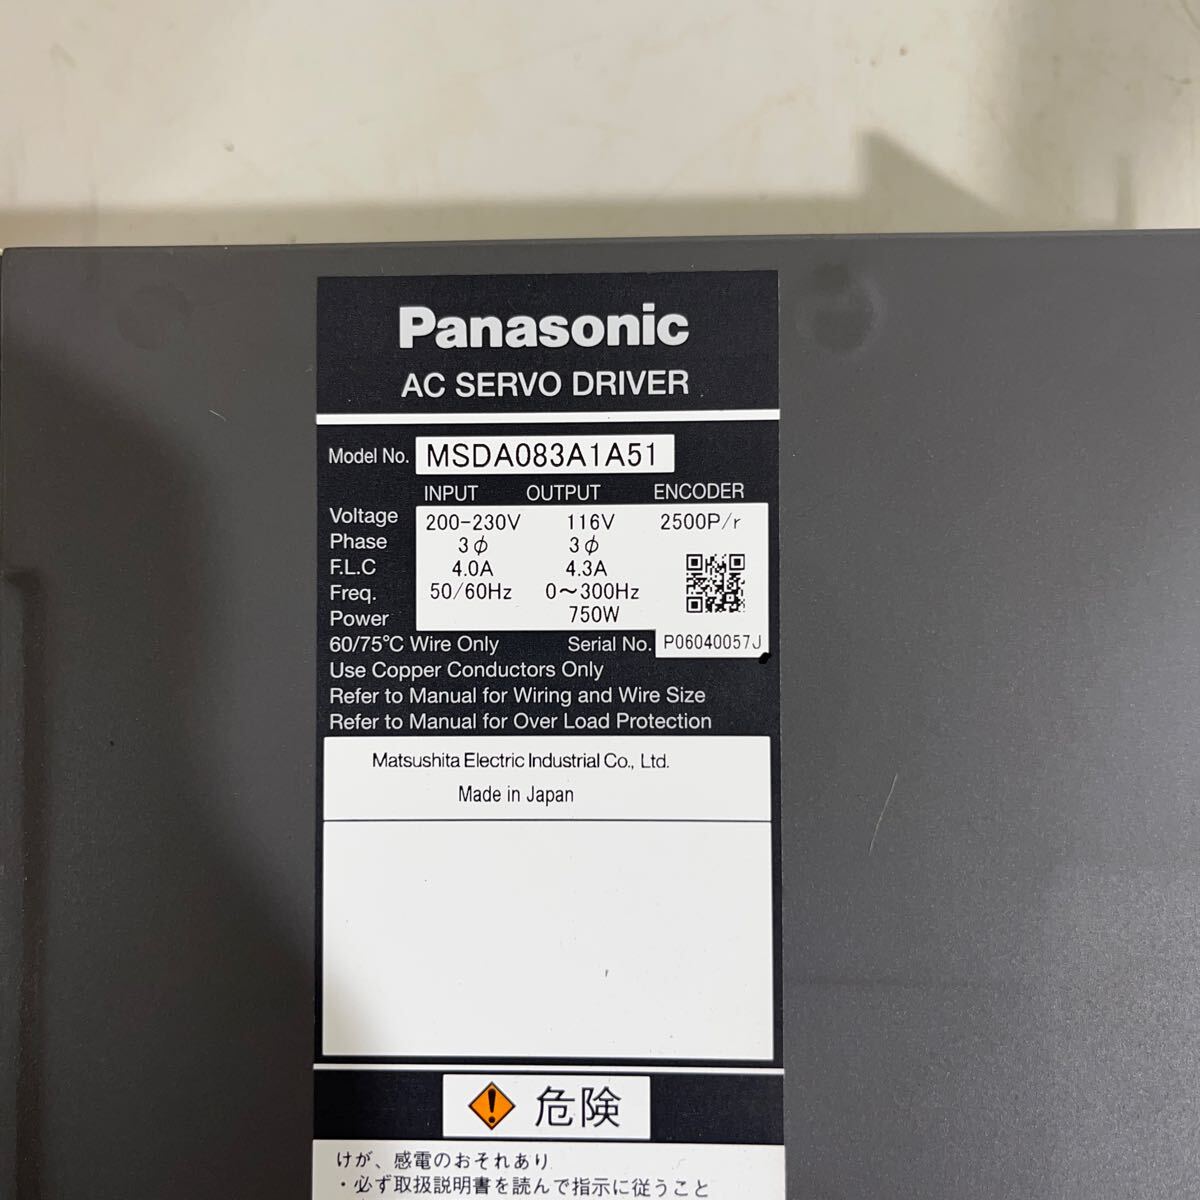 Panasonic
AC SERVO DRIVER
Model No. MSDA083A1A51
INPUT OUTPUT ENCODER
Voltage 200-230V 116V 2500P/r
Phase 3φ 3φ
F.L.C 4.0A 4.3A
Freq. 50/60Hz 0~300Hz
Power 750W
60/75°C Wire Only Serial No. P06040057J
Use Copper Conductors Only
Refer to Manual for Wiring and Wire Size
Refer to Manual for Over Load Protection
Matsushita Electric Industrial Co., Ltd.
Made in Japan
危険
けが、感電のおそれあり
・必ず取扱説明書を読んで指示に従うこと